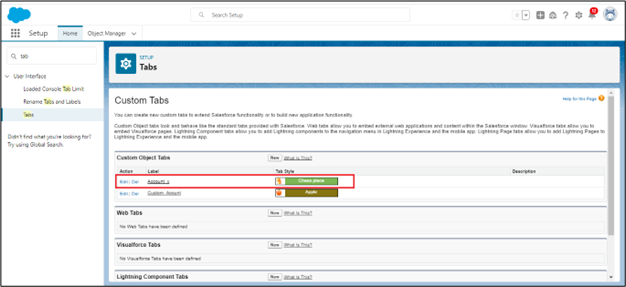 salesforce
Search Setup
10
Setup
Home
Object Manager
tab
User Interface
Loaded Console Tab Limit
Rename Tabs and Labels
Tabs
Didn't find what you're looking for?
Try using Global Search.
SETUP
Tabs
Custom Tabs
Help for this Page
You can create new custom tabs to extend Salesforce functionality or to build new application functionality.
Custom Object tabs look and behave like the standard tabs provided with Salesforce. Web tabs allow you to embed external web applications and content within the Salesforce window. Visualforce tabs allow you to
embed Visualforce pages. Lightning Component tabs allow you to add Lightning components to the navigation menu in Lightning Experience and the mobile app. Lightning Page tabs allow you to add Lightning Pages to
Lightning Experience and the mobile app.
Custom Object Tabs New What Is This?
Action Label Tab Style Description
Edit | Del Account_x Chess piece
Edit | Del Apple
Web Tabs New What Is This?
No Web Tabs have been defined
Visualforce Tabs New What Is This?
No Visualforce Tabs have been defined
Lightning Component Tabs New What Is This?